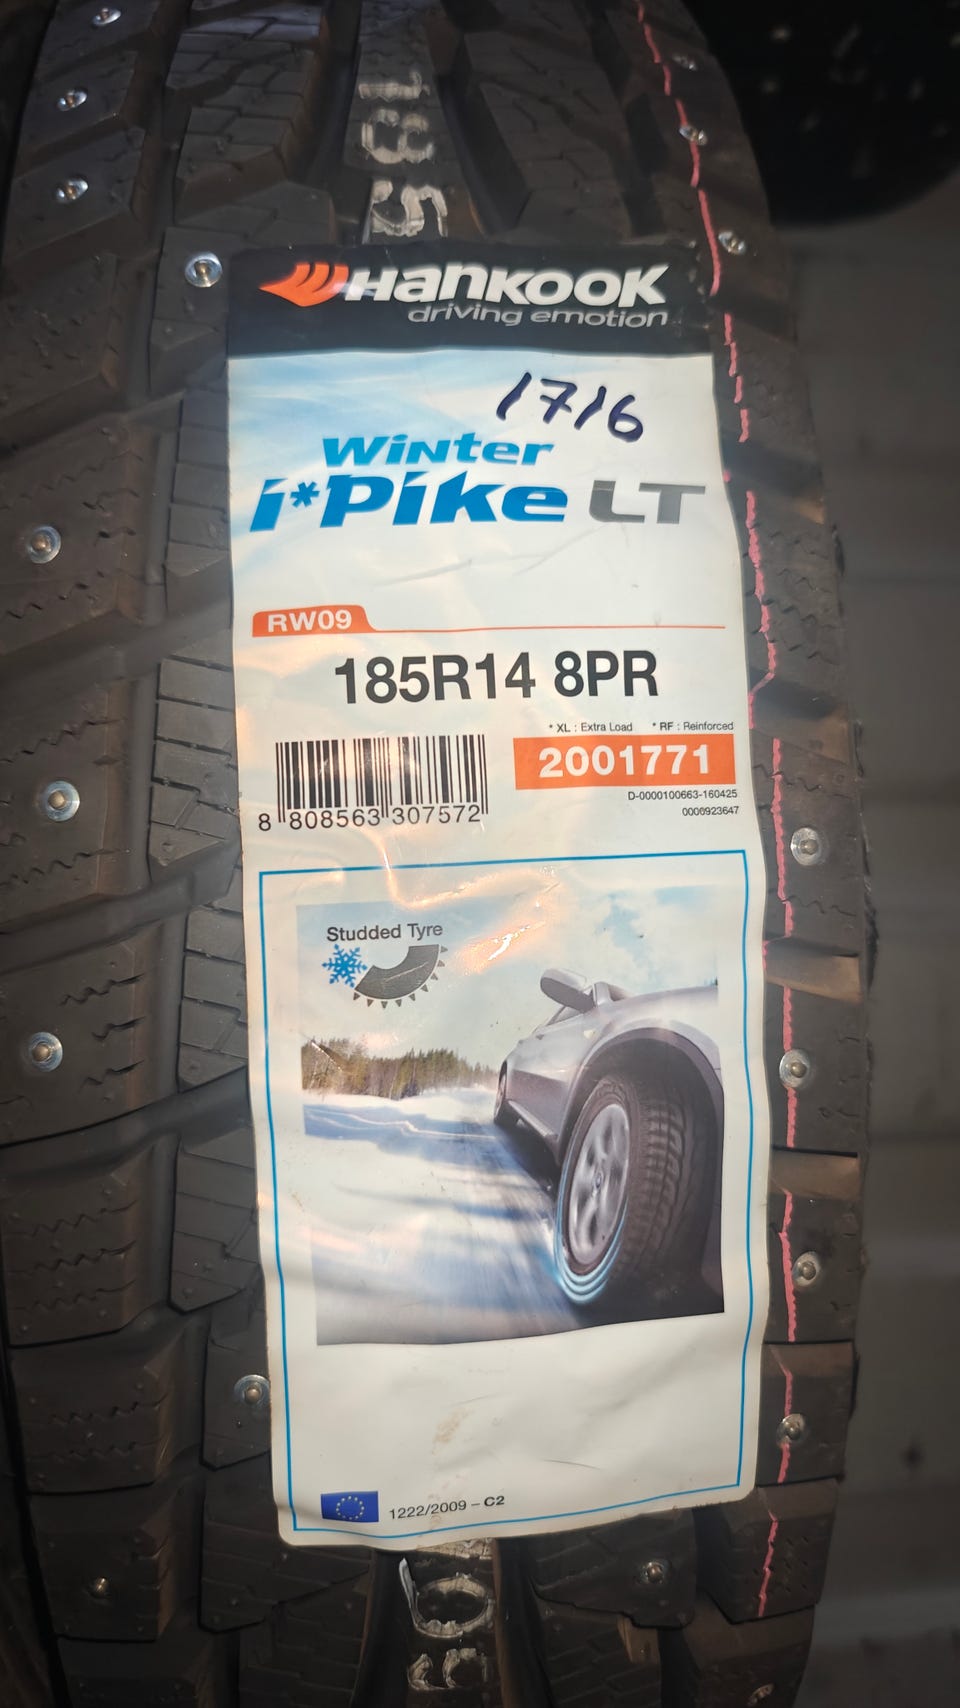 185
HANKOOK
driving emotion
1716
Winter
i*Pike LT
RW09
185R14 8PR
* XL : Extra Load * RF : Reinforced
2001771
D-0000100663-160425
0006923647
8 808563 307572
Studded Tyre
1222/2009 – C2